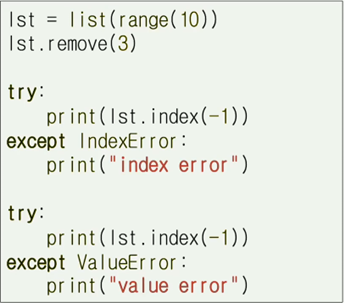 lst = list(range(10))
lst.remove(3)

try:
    print(lst.index(-1))
except IndexError:
    print("index error")

try:
    print(lst.index(-1))
except ValueError:
    print("value error")